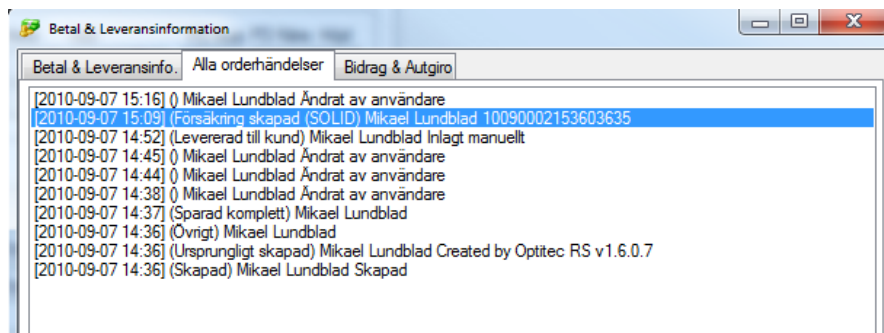 Betal & Leveransinformation
Betal & Leveransinfo. Alla orderhändelser Bidrag & Autgiro
[2010-09-07 15:16] () Mikael Lundblad Ändrat av användare
[2010-09-07 15:09] (Försäkring skapad (SOLID) Mikael Lundblad 10090002153603635
[2010-09-07 14:52] (Levererad till kund) Mikael Lundblad Inlagt manuellt
[2010-09-07 14:45] () Mikael Lundblad Ändrat av användare
[2010-09-07 14:44] () Mikael Lundblad Ändrat av användare
[2010-09-07 14:38] () Mikael Lundblad Ändrat av användare
[2010-09-07 14:37] (Sparad komplett) Mikael Lundblad
[2010-09-07 14:36] (Övrigt) Mikael Lundblad
[2010-09-07 14:36] (Ursprungligt skapad) Mikael Lundblad Created by Optitec RS v1.6.0.7
[2010-09-07 14:36] (Skapad) Mikael Lundblad Skapad